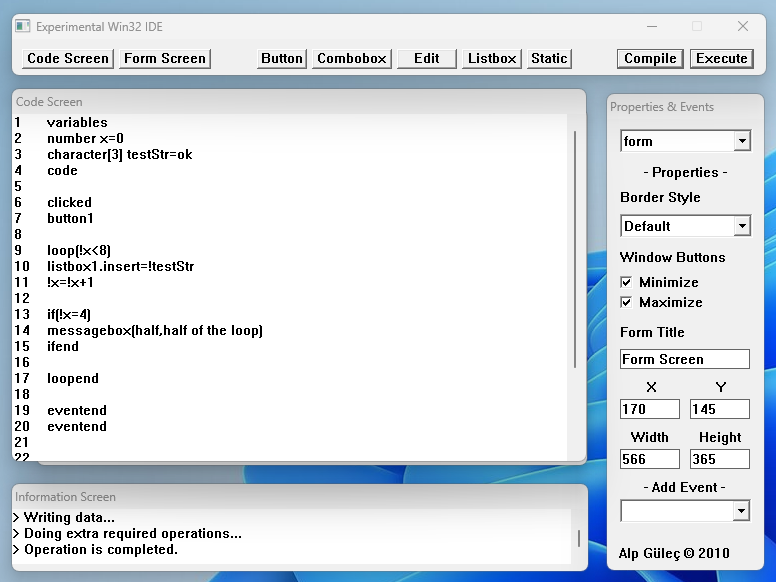 Experimental Win32 IDE
Code Screen Form Screen Button Combobox Edit Listbox Static Compile Execute
Code Screen
1 variables
2 number x=0
3 character[3] testStr=ok
4 code
5
6 clicked
7 button1
8
9 loop(!x<8)
10 listbox1.insert=!testStr
11 !x=!x+1
12
13 if(!x=4)
14 messagebox(half,half of the loop)
15 ifend
16
17 loopend
18
19 eventend
20 eventend
21
22
Information Screen
> Writing data...
> Doing extra required operations...
> Operation is completed.
Properties & Events
form
- Properties -
Border Style
Default
Window Buttons
Minimize
Maximize
Form Title
Form Screen
X Y
170 145
Width Height
566 365
- Add Event -
Alp Güleç © 2010